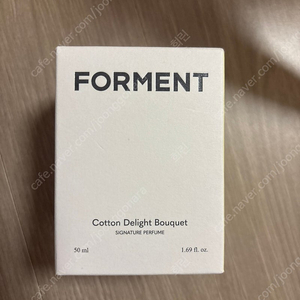 FORMENT
Cotton Delight Bouquet
SIGNATURE PERFUME
50 ml 1.69 fl. oz.